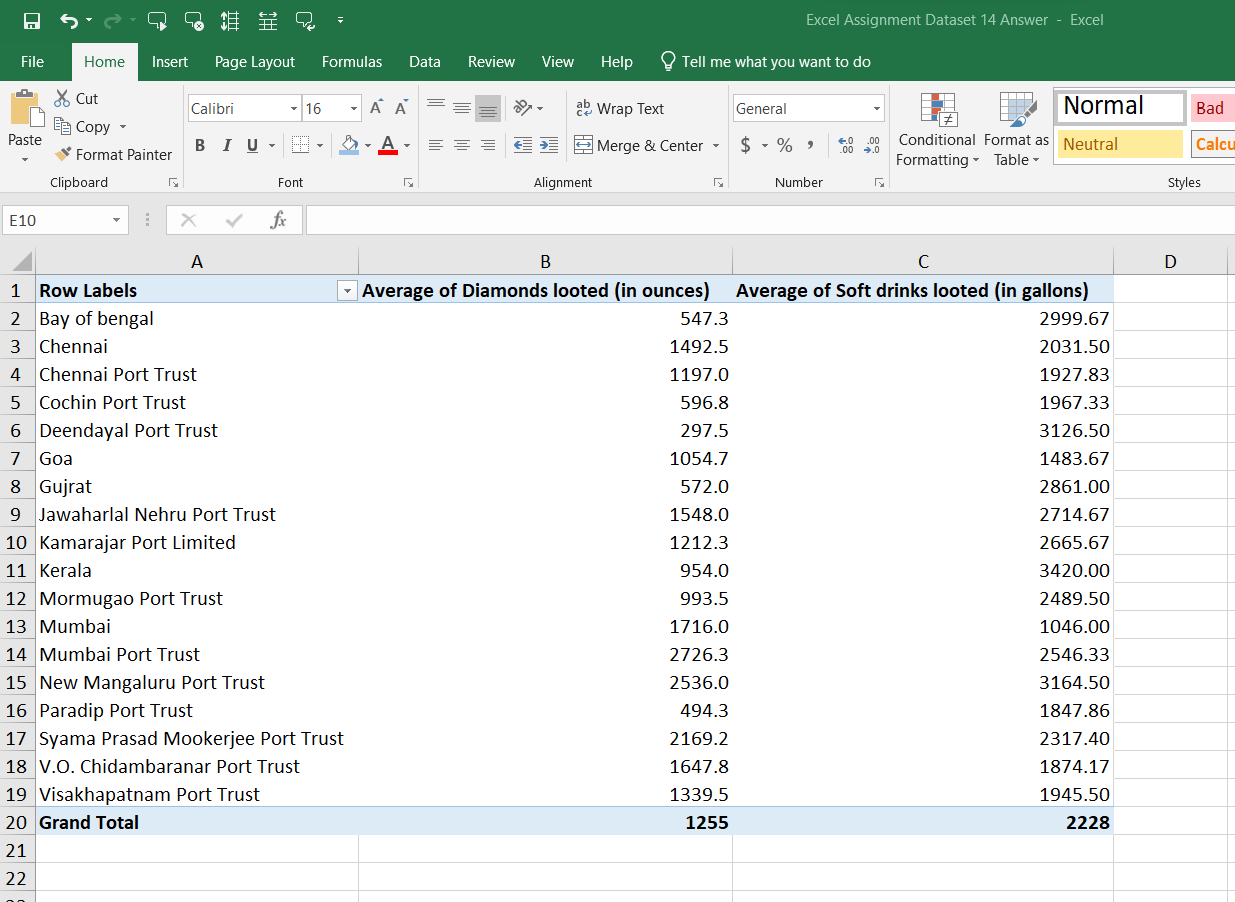 Excel Assignment Dataset 14 Answer - Excel
File Home Insert Page Layout Formulas Data Review View Help Tell me what you want to do
Cut
Copy
Format Painter
Paste
Clipboard
Calibri 16 A A
B I U A
Font
ab Wrap Text
Merge & Center
Alignment
General
$ % ,
Number
Conditional Formatting
Format as Table
Normal Bad
Neutral Calcu
Styles
E10 fx
A B C D
1 Row Labels Average of Diamonds looted (in ounces) Average of Soft drinks looted (in gallons)
2 Bay of bengal 547.3 2999.67
3 Chennai 1492.5 2031.50
4 Chennai Port Trust 1197.0 1927.83
5 Cochin Port Trust 596.8 1967.33
6 Deendayal Port Trust 297.5 3126.50
7 Goa 1054.7 1483.67
8 Gujrat 572.0 2861.00
9 Jawaharlal Nehru Port Trust 1548.0 2714.67
10 Kamarajar Port Limited 1212.3 2665.67
11 Kerala 954.0 3420.00
12 Mormugao Port Trust 993.5 2489.50
13 Mumbai 1716.0 1046.00
14 Mumbai Port Trust 2726.3 2546.33
15 New Mangaluru Port Trust 2536.0 3164.50
16 Paradip Port Trust 494.3 1847.86
17 Syama Prasad Mookerjee Port Trust 2169.2 2317.40
18 V.O. Chidambaranar Port Trust 1647.8 1874.17
19 Visakhapatnam Port Trust 1339.5 1945.50
20 Grand Total 1255 2228
21
22